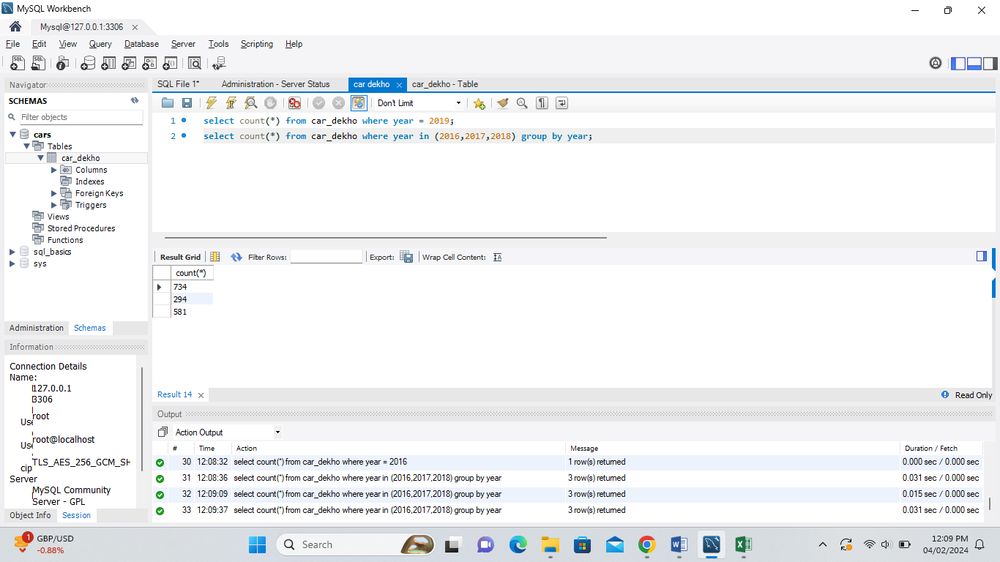 MySQL Workbench
Mysql@127.0.0.1:3306
File Edit View Query Database Server Tools Scripting Help
Navigator
SCHEMAS
Filter objects
cars
Tables
car_dekho
Columns
Indexes
Foreign Keys
Triggers
Views
Stored Procedures
Functions
sql_basics
sys
Administration Schemas
Information
Connection Details
Name:
127.0.0.1
3306
root
Use
root@localhost
Use
TLS_AES_256_GCM_SH
cip
Server
MySQL Community
Server - GPL
Object Info Session
SQL File 1* Administration - Server Status car dekho car_dekho - Table
Don't Limit
1 select count(*) from car_dekho where year = 2019;
2 select count(*) from car_dekho where year in (2016,2017,2018) group by year;
Result Grid Filter Rows: Export: Wrap Cell Content:
count(*)
734
294
581
Result 14 Read Only
Output
Action Output
# Time Action Message Duration / Fetch
30 12:08:32 select count(*) from car_dekho where year = 2016 1 row(s) returned 0.000 sec / 0.000 sec
31 12:08:36 select count(*) from car_dekho where year in (2016,2017,2018) group by year 3 row(s) returned 0.031 sec / 0.000 sec
32 12:09:09 select count(*) from car_dekho where year in (2016,2017,2018) group by year 3 row(s) returned 0.015 sec / 0.000 sec
33 12:09:37 select count(*) from car_dekho where year in (2016,2017,2018) group by year 3 row(s) returned 0.031 sec / 0.000 sec
1
GBP/USD
-0.88%
Search
12:09 PM
04/02/2024